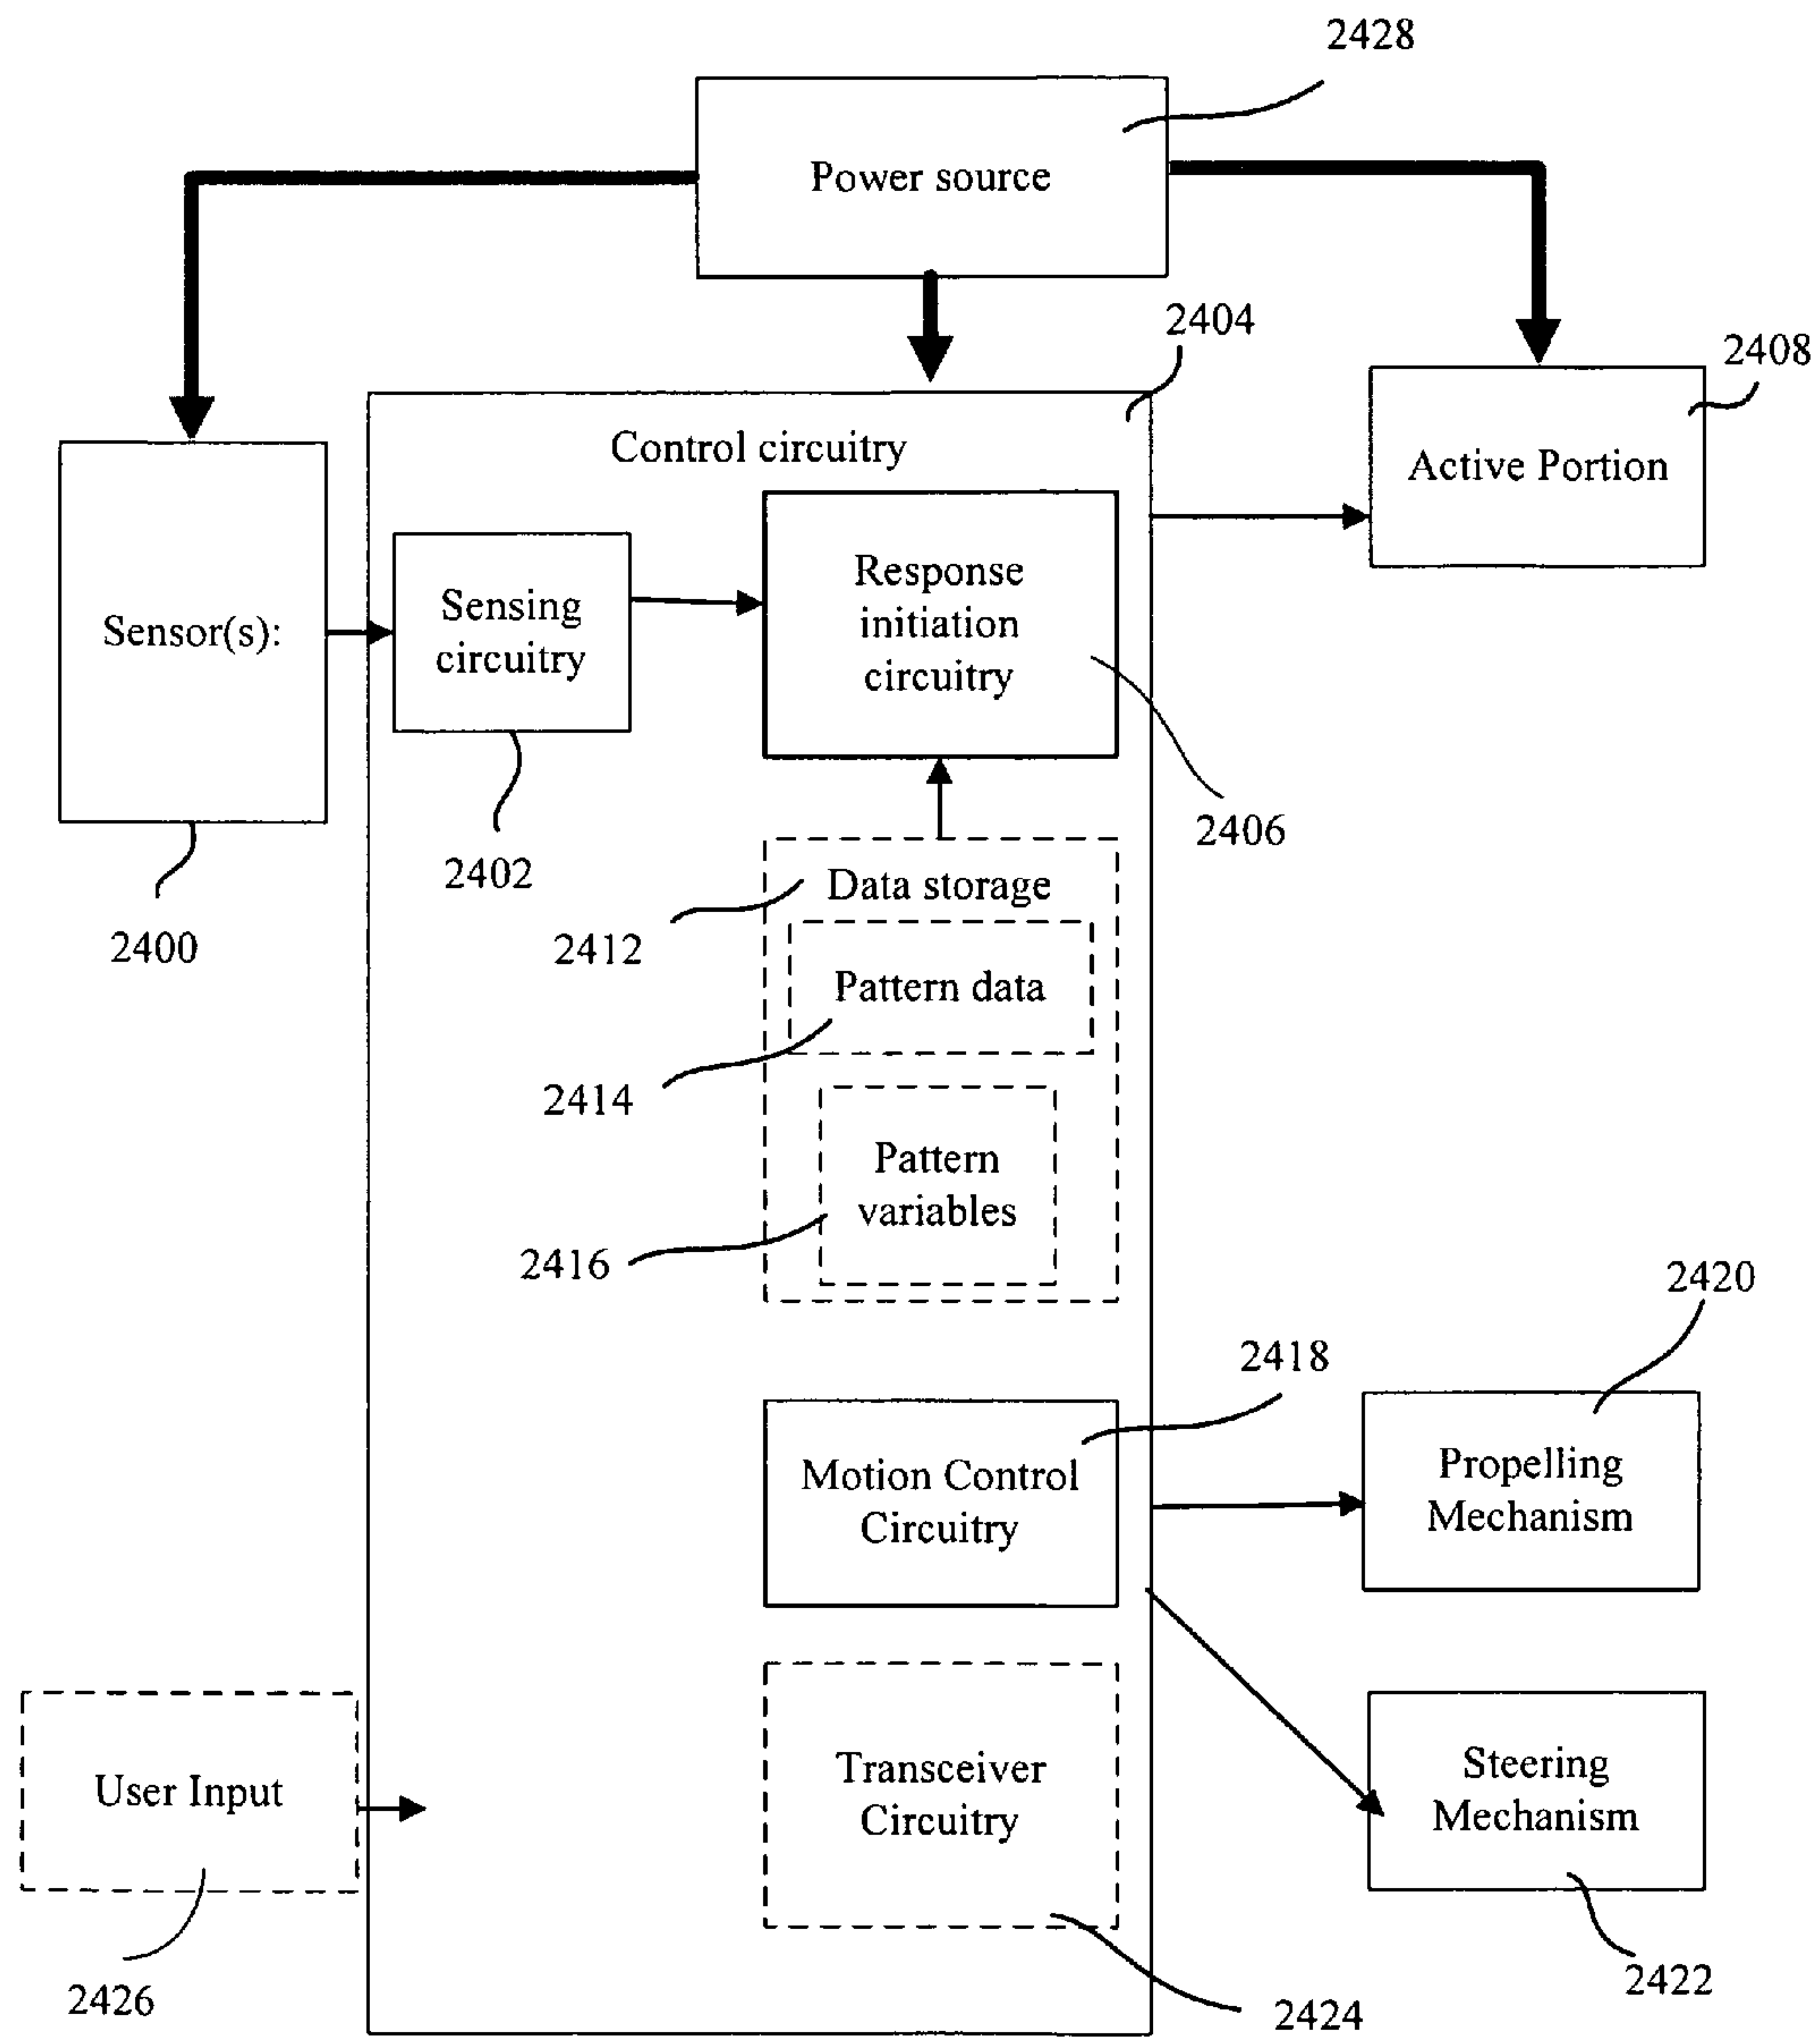 2428
Power source
2404
2408
Control circuitry
Active Portion
Sensor(s):
Sensing
circuitry
Response
initiation
circuitry
2406
2402
2400
Data storage
2412
Pattern data
2414
Pattern
variables
2416
2420
2418
Motion Control
Circuitry
Propelling
Mechanism
User Input
Transceiver
Circuitry
Steering
Mechanism
2426
2424
2422